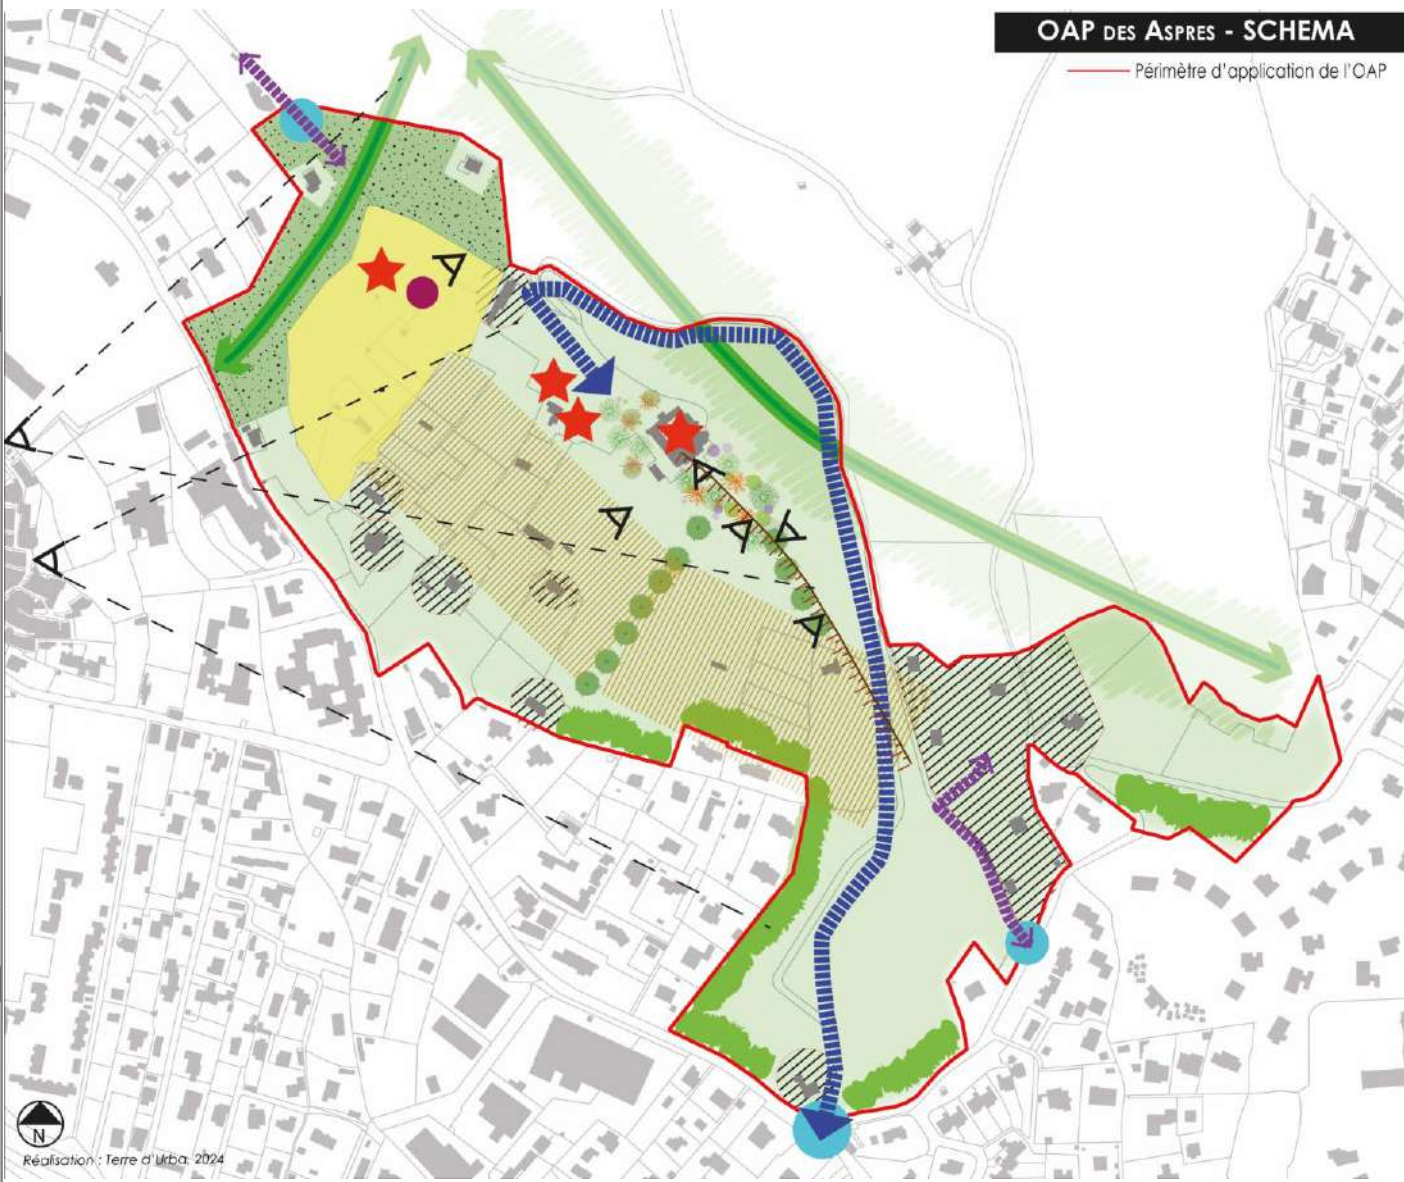 OAP DES ASPRES - SCHEMA
Périmètre d'application de l'OAP
N
Réalisation : Terre d'Urba, 2024